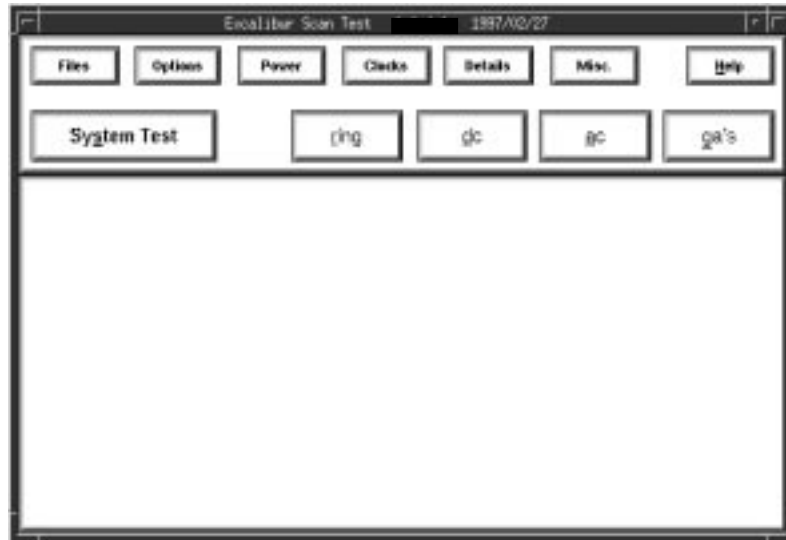 Excalibur Scan Test 1997/02/27
Files Options Power Clocks Details Misc. Help
System Test ring dc ac ga's